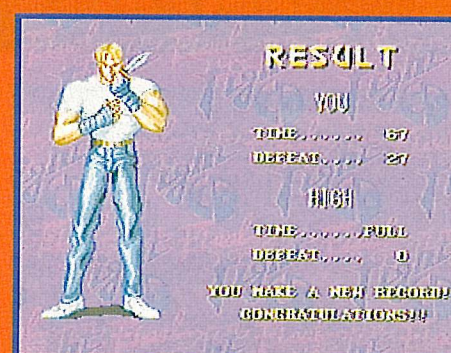 RESULT
YOU
TIME...... 67
DEFEAT.... 27
HIGH
TIME......FULL
DEFEAT.... 0
YOU MAKE A NEW RECORD!
CONGRATULATIONS!!